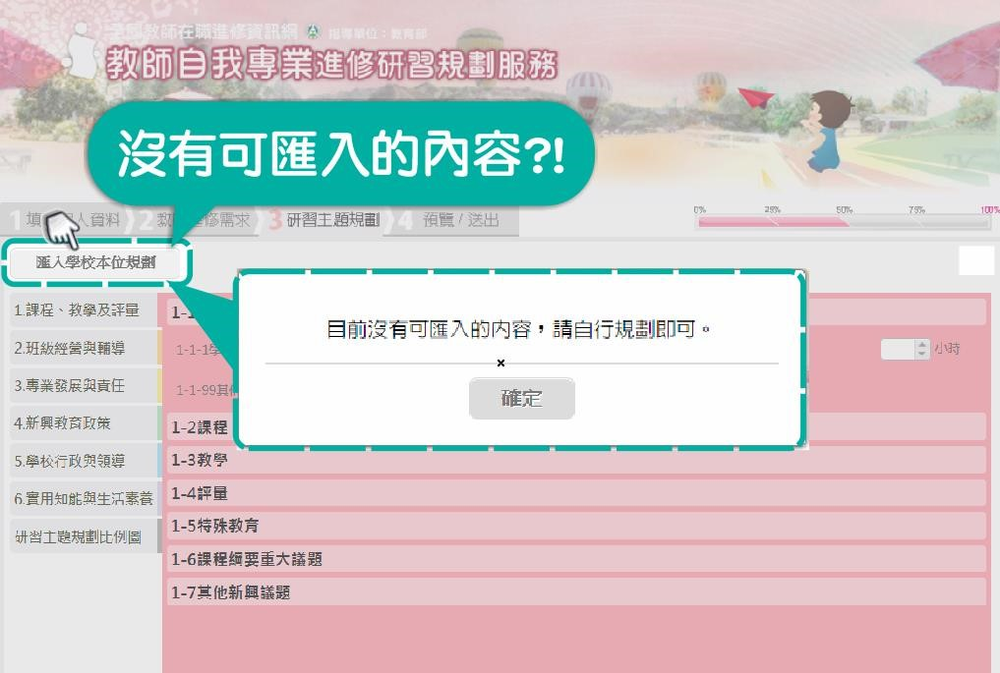 全國教師在職進修資訊網 指導單位：教育部
教師自我專業進修研習規劃服務
沒有可匯入的內容?!
1 填 人資料 2 教 進修需求 3 研習主題規劃 4 預覽/送出
0% 25% 50% 75% 100%
匯入學校本位規劃
目前沒有可匯入的內容，請自行規劃即可。
確定
1.課程、教學及評量
2.班級經營與輔導
3.專業發展與責任
4.新興教育政策
5.學校行政與領導
6.實用知能與生活素養
研習主題規劃比例圖
1-1
1-1-1學
小時
1-1-99其他
1-2課程
1-3教學
1-4評量
1-5特殊教育
1-6課程綱要重大議題
1-7其他新興議題